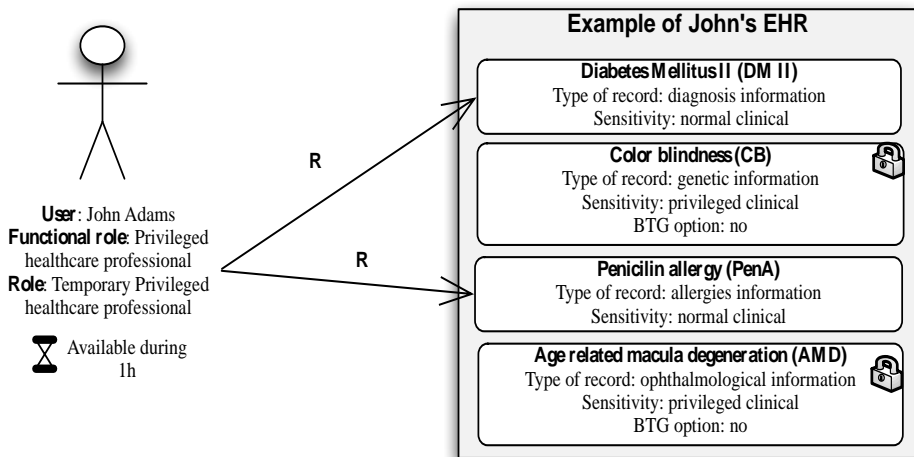 Example of John's EHR
Diabetes Mellitus II (DM II)
Type of record: diagnosis information
Sensitivity: normal clinical
Color blindness (CB)
Type of record: genetic information
Sensitivity: privileged clinical
BTG option: no
Penicilin allergy (PenA)
Type of record: allergies information
Sensitivity: normal clinical
Age related macula degeneration (AMD)
Type of record: ophthalmological information
Sensitivity: privileged clinical
BTG option: no
R
R
User: John Adams
Functional role: Privileged
healthcare professional
Role: Temporary Privileged
healthcare professional
Available during
1h